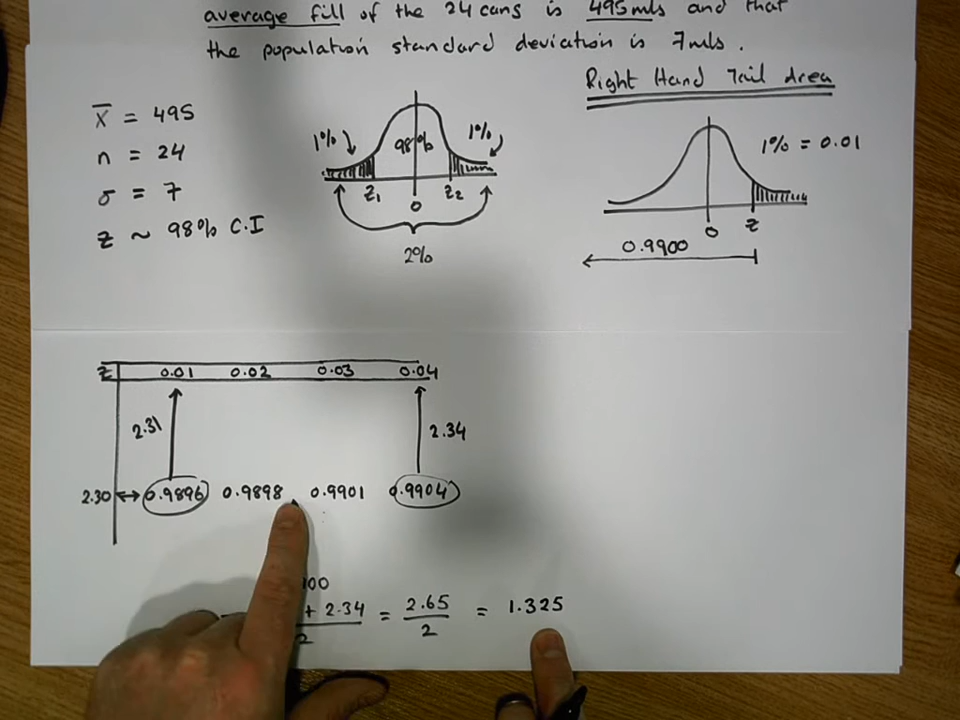 average fill of the 24 cans is 495mls and that
the population standard deviation is 7mls.
Right Hand Tail Area
x̄ = 495
n = 24
σ = 7
z ~ 98% C.I
1% 98% 1%
z₁ 0 z₂
2%
1% = 0.01
0 z
0.9900
z 0.01 0.02 0.03 0.04
2.31 2.34
2.30 0.9896 0.9898 0.9901 0.9904
+ 2.34 / 2 = 2.65 / 2 = 1.325